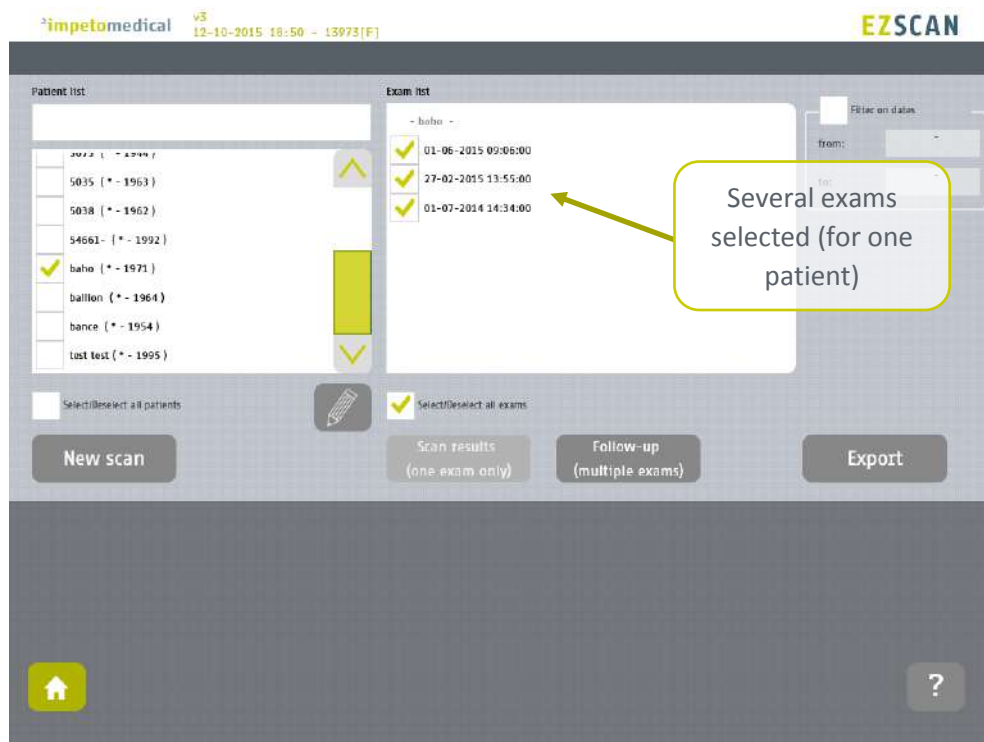 impetomedical
v3
12-10-2015 18:50 - 13973[F]
EZSCAN
Patient list
Exam list
Filter on dates
- baho -
from: -
to: -
01-06-2015 09:06:00
27-02-2015 13:55:00
01-07-2014 14:34:00
5035 (* - 1963)
5038 (* - 1962)
54661- (* - 1992)
baho (* - 1971)
ballion (* - 1964)
bance (* - 1954)
test test (* - 1995)
Several exams
selected (for one
patient)
Select/Deselect all patients
Select/Deselect all exams
New scan
Scan results
(one exam only)
Follow-up
(multiple exams)
Export
?